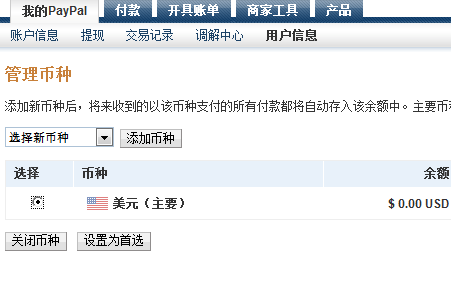 我的PayPal 付款 开具账单 商家工具 产品
账户信息 提现 交易记录 调解中心 用户信息
管理币种
添加新币种后，将来收到的以该币种支付的所有付款都将自动存入该余额中。主要币种
选择新币种 添加币种
选择 币种 余额
美元（主要） $ 0.00 USD
关闭币种 设置为首选